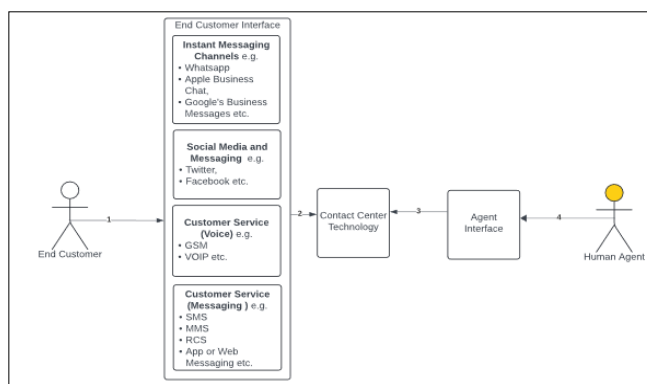 End Customer Interface
Instant Messaging
Channels e.g.
• Whatsapp
• Apple Business
Chat,
• Google's Business
Messages etc.
Social Media and
Messaging e.g.
• Twitter,
• Facebook etc.
Customer Service
(Voice) e.g.
• GSM
• VOIP etc.
Customer Service
(Messaging ) e.g.
• SMS
• MMS
• RCS
• App or Web
Messaging etc.
1
End Customer
2
Contact Center
Technology
3
Agent
Interface
4
Human Agent